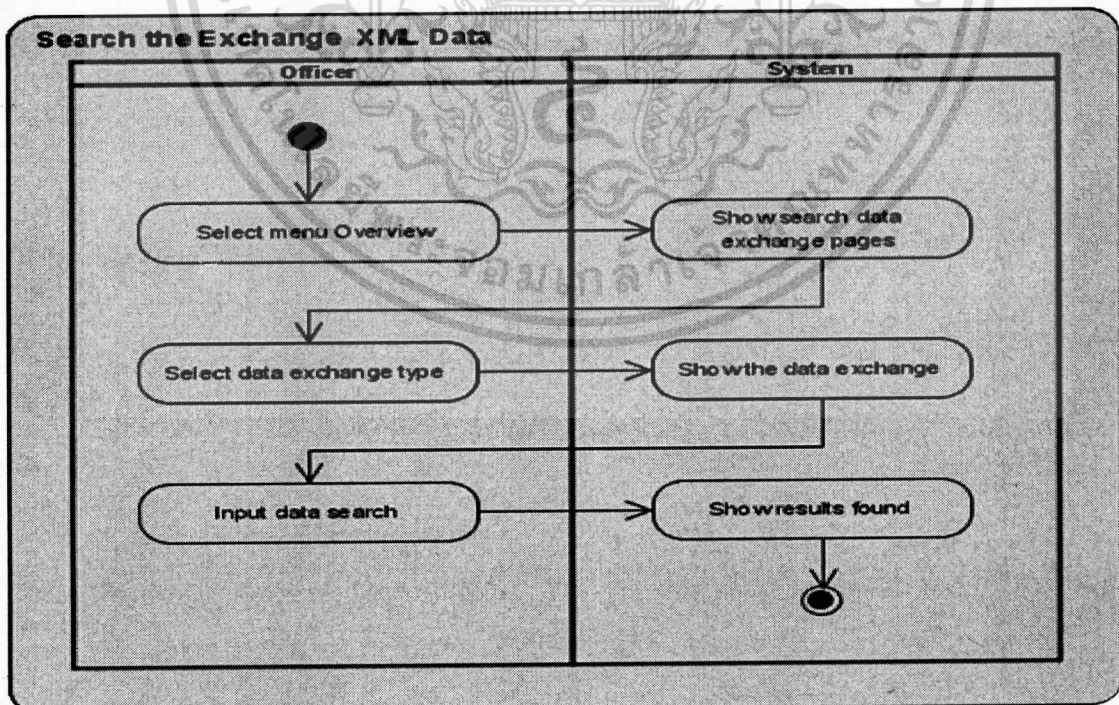 Search the Exchange XML Data
Officer
System
Select menu Overview
Show search data
exchange pages
Select data exchange type
Show the data exchange
Input data search
Show results found